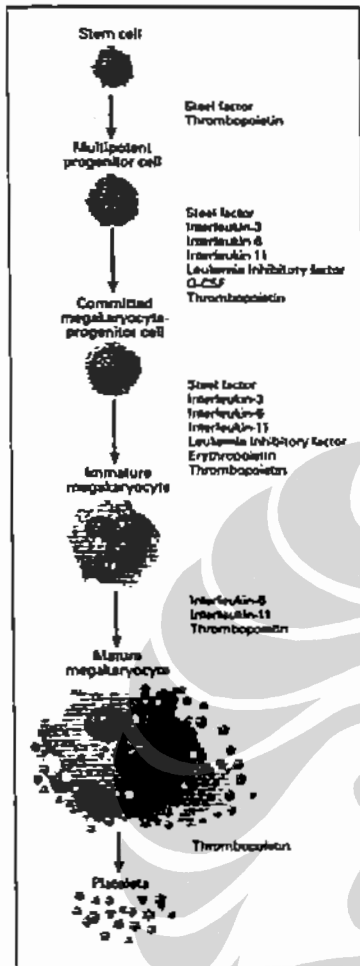 Stem cell
Steel factor
Thrombopoietin
Multipotent
progenitor cell
Steel factor
Interleukin-3
Interleukin 6
Interleukin 11
Leukemia Inhibitory factor
G-CSF
Thrombopoietin
Committed
megakaryocyte-
progenitor cell
Steel factor
Interleukin-3
Interleukin-6
Interleukin-11
Leukemia Inhibitory factor
Erythropoietin
Thrombopoietin
Immature
megakaryocyte
Interleukin-6
Interleukin-11
Thrombopoietin
Mature
megakaryocyte
Thrombopoietin
Platelets